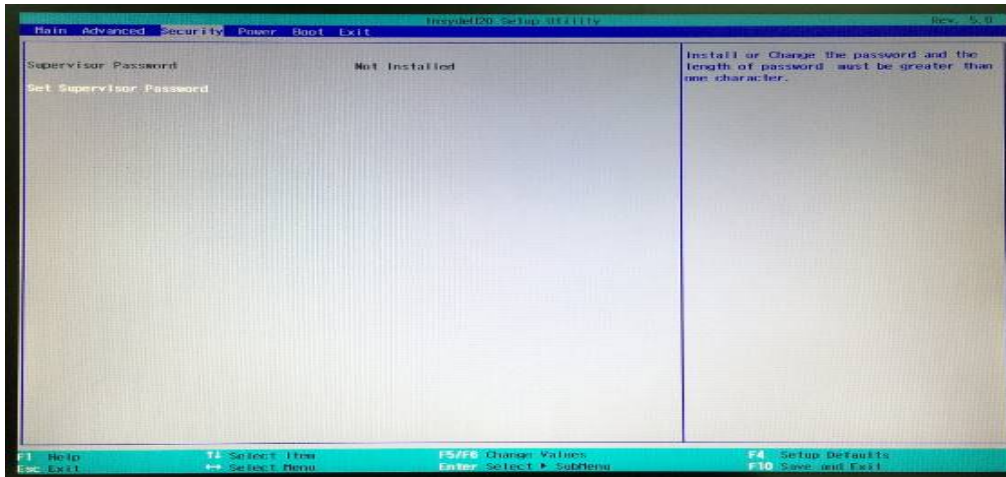 InsydeH20 Setup Utility Rev. 5.0
Main Advanced Security Power Boot Exit
Supervisor Password Not Installed
Set Supervisor Password
Install or Change the password and the
length of password must be greater than
one character.
F1 Help ↑↓ Select Item F5/F6 Change Values F4 Setup Defaults
Esc Exit ↔ Select Menu Enter Select ▶ SubMenu F10 Save and Exit